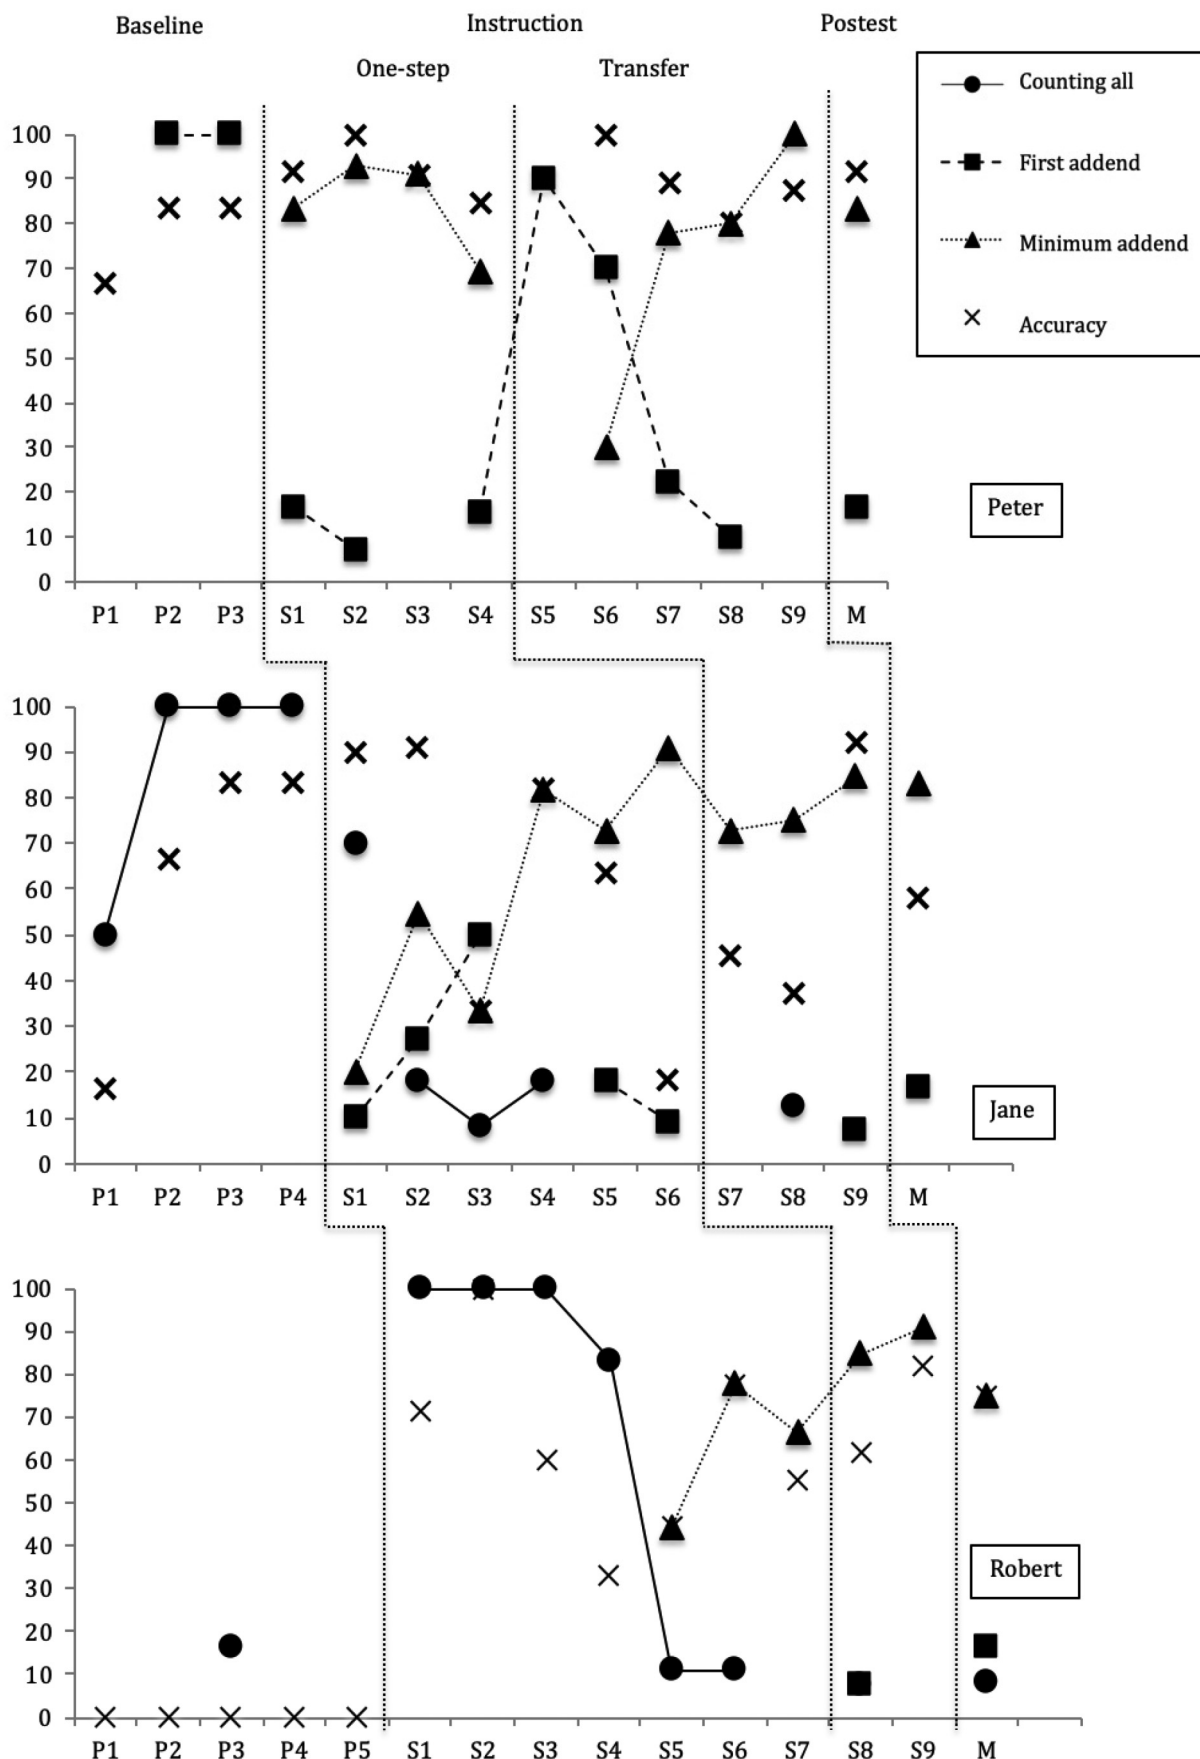 Baseline Instruction Postest
One-step Transfer
Counting all
First addend
Minimum addend
Accuracy
100
90
80
70
60
50
40
30
20
10
0
Peter
P1 P2 P3 S1 S2 S3 S4 S5 S6 S7 S8 S9 M
100
90
80
70
60
50
40
30
20
10
0
Jane
P1 P2 P3 P4 S1 S2 S3 S4 S5 S6 S7 S8 S9 M
100
90
80
70
60
50
40
30
20
10
0
Robert
P1 P2 P3 P4 P5 S1 S2 S3 S4 S5 S6 S7 S8 S9 M